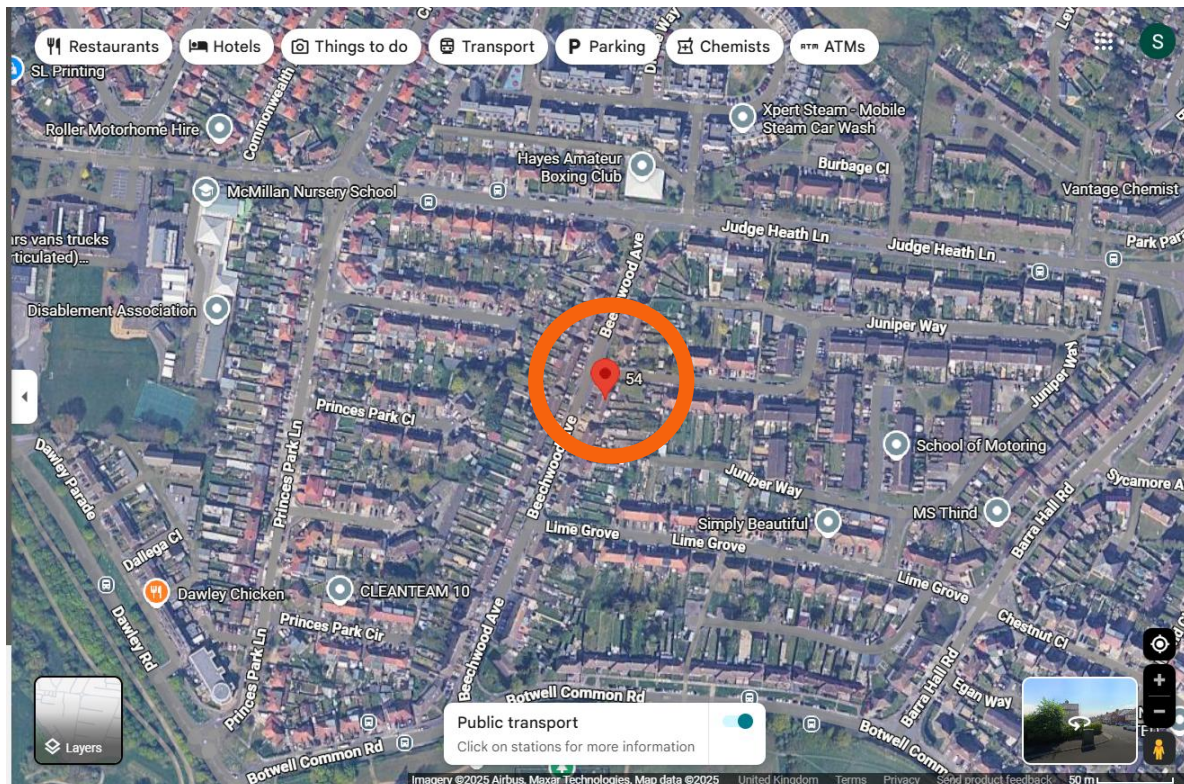 Restaurants
Hotels
Things to do
Transport
Parking
Chemists
ATM
ATMs
S
SL Printing
Roller Motorhome Hire
Commonwealth
Xpert Steam - Mobile
Steam Car Wash
Hayes Amateur
Boxing Club
Burbage Cl
McMillan Nursery School
Vantage Chemist
Judge Heath Ln
Judge Heath Ln
Park Para
rs vans trucks
rticulated)...
Disablement Association
Beechwood Ave
Juniper Way
54
Juniper Way
Princes Park Cl
Princes Park Ln
Beechwood Ave
School of Motoring
Dawley Parade
Juniper Way
Sycamore A
MS Thind
Barra Hall Rd
Simply Beautiful
Lime Grove
Lime Grove
Dallega Cl
Lime Grove
Dawley Chicken
CLEANTEAM 10
Princes Park Cir
Chestnut Cl
Dawley Rd
Beechwood Ave
Princes Park Ln
Barra Hall Rd
Egan Way
Botwell Common Rd
Botwell Common Rd
Botwell Comm
Layers
Public transport
Click on stations for more information
Imagery ©2025 Airbus, Maxar Technologies, Map data ©2025
United Kingdom
Terms
Privacy
Send product feedback
50 m